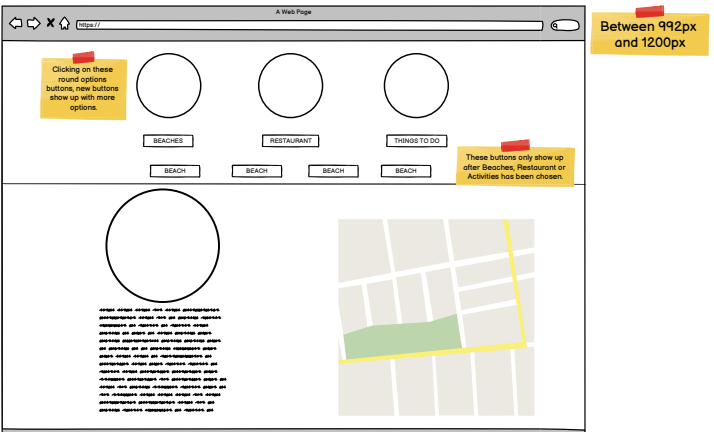 A Web Page
https://
Between 992px
and 1200px
Clicking on these
round options
buttons, new buttons
show up with more
options.
BEACHES
RESTAURANT
THINGS TO DO
These buttons only show up
after Beaches, Restaurant or
Activities has been chosen.
BEACH
BEACH
BEACH
BEACH